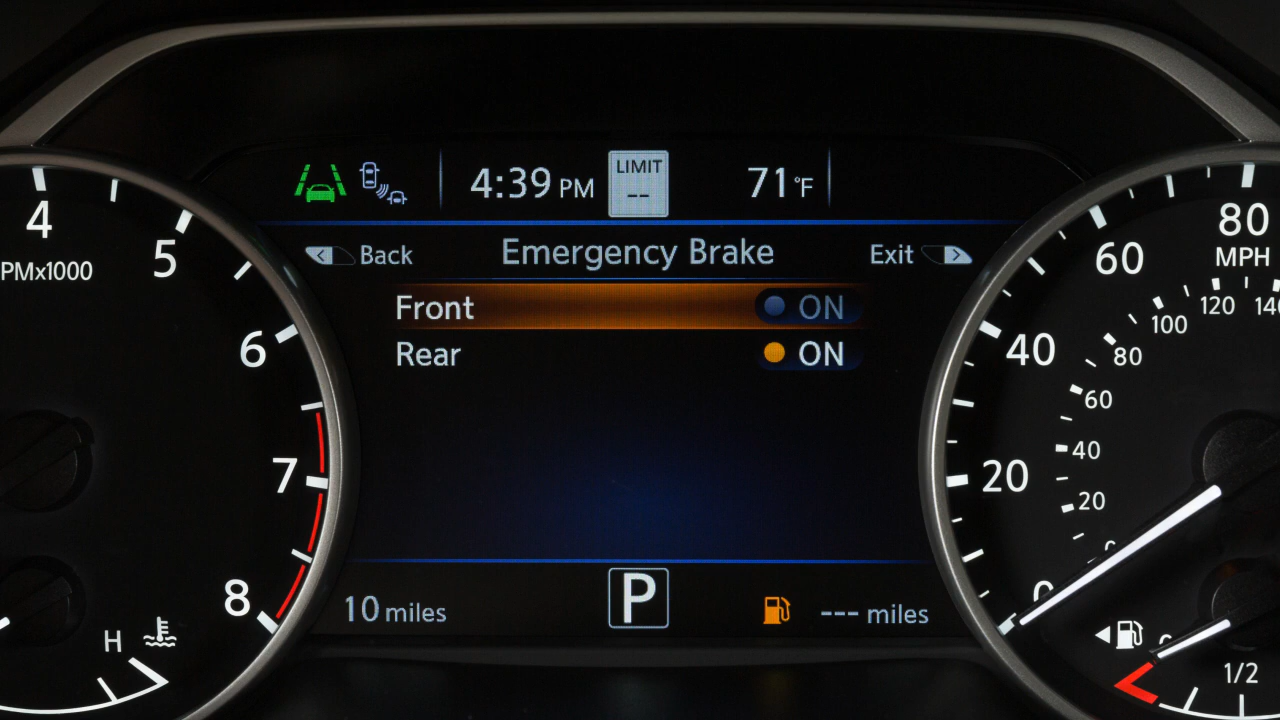 4:39 PM LIMIT -- 71°F
Back Emergency Brake Exit
Front ON
Rear ON
10 miles P --- miles
4
5
6
7
8
PMx1000
H
0
20
40
60
80
MPH
20
40
60
80
100
120
1/2